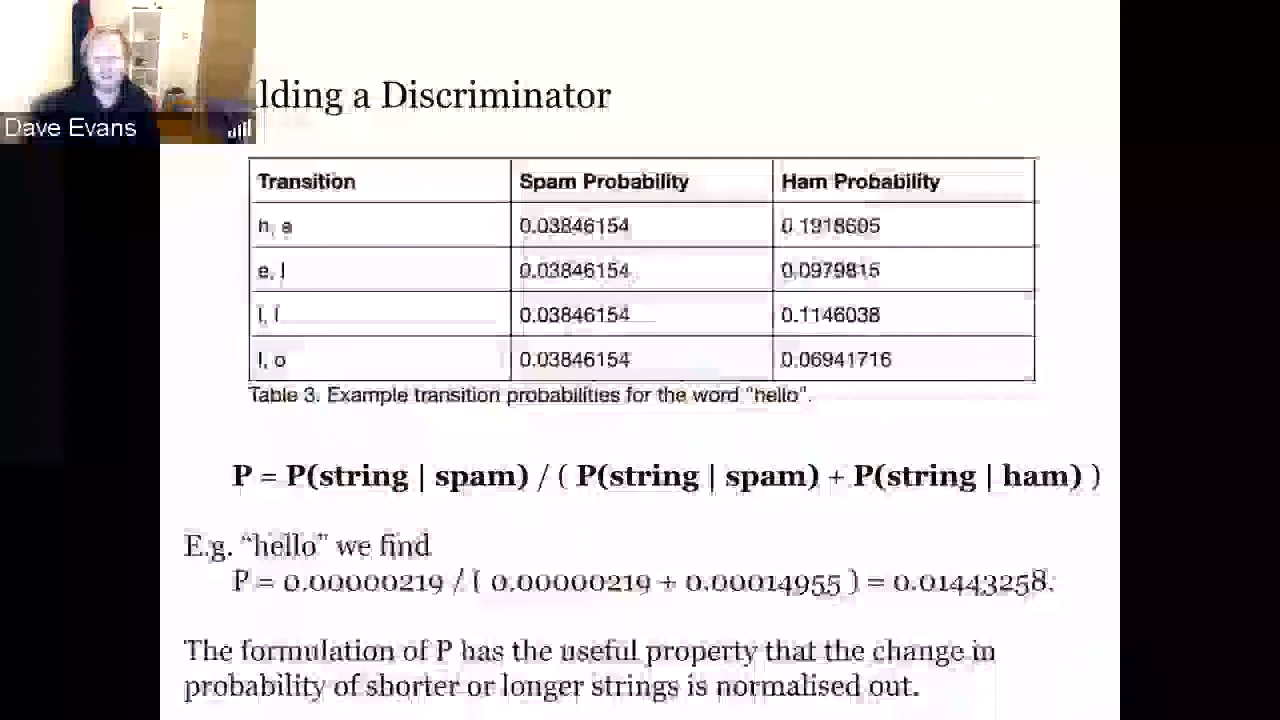 Dave Evans
lding a Discriminator
Transition Spam Probability Ham Probability
h, e 0.03846154 0.1918605
e, l 0.03846154 0.0979815
l, l 0.03846154 0.1146038
l, o 0.03846154 0.06941716
Table 3. Example transition probabilities for the word "hello".
P = P(string | spam) / ( P(string | spam) + P(string | ham) )
E.g. “hello” we find
P = 0.00000219 / ( 0.00000219 + 0.00014955 ) = 0.01443258.
The formulation of P has the useful property that the change in
probability of shorter or longer strings is normalised out.